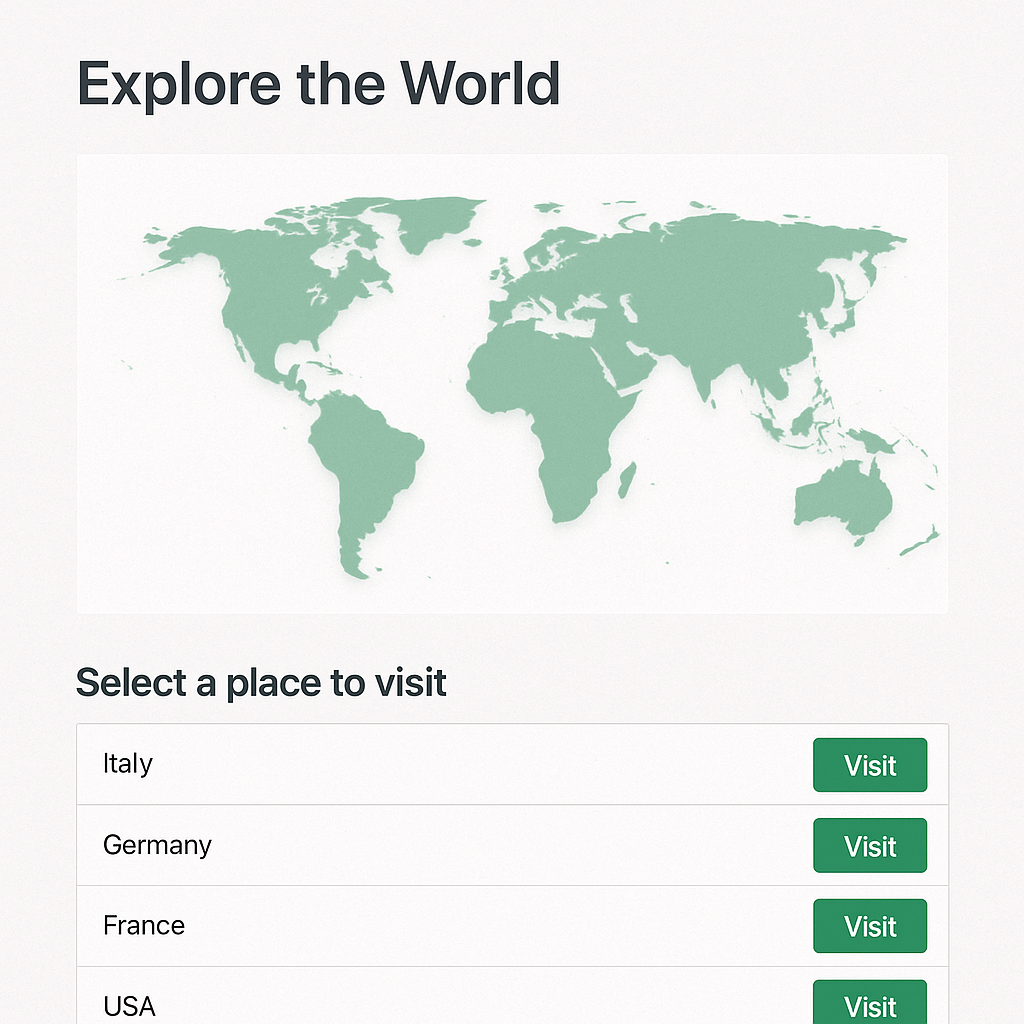 Explore the World
Select a place to visit
Italy Visit
Germany Visit
France Visit
USA Visit